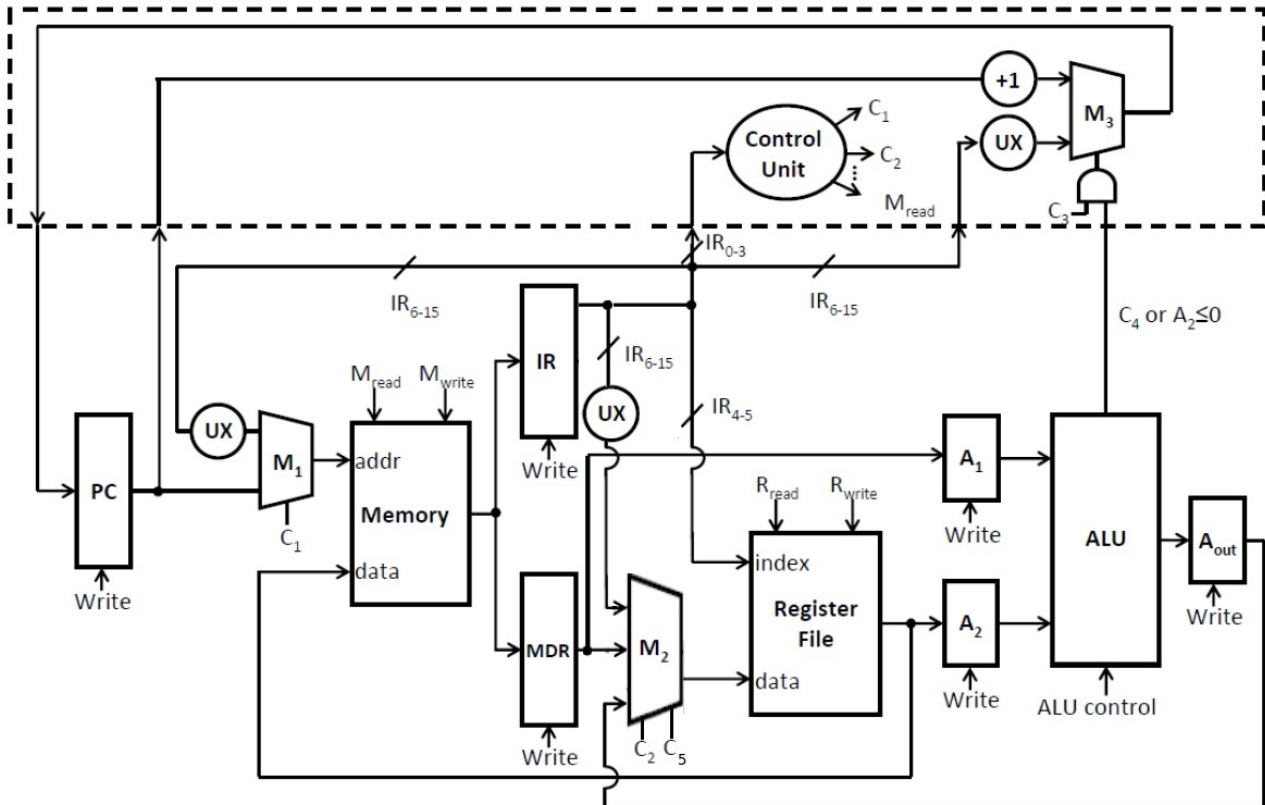 +1
M3
C1
Control
Unit
C2
UX
Mread
C3
IR0-3
IR6-15
IR6-15
C4 or A2≤0
IR
IR6-15
Mread
Mwrite
UX
UX
IR4-5
M1
addr
A1
PC
Write
Rread
Rwrite
Memory
Write
ALU
Aout
C1
index
data
Write
A2
Write
Register
File
MDR
M2
data
Write
ALU control
Write
C2
C5